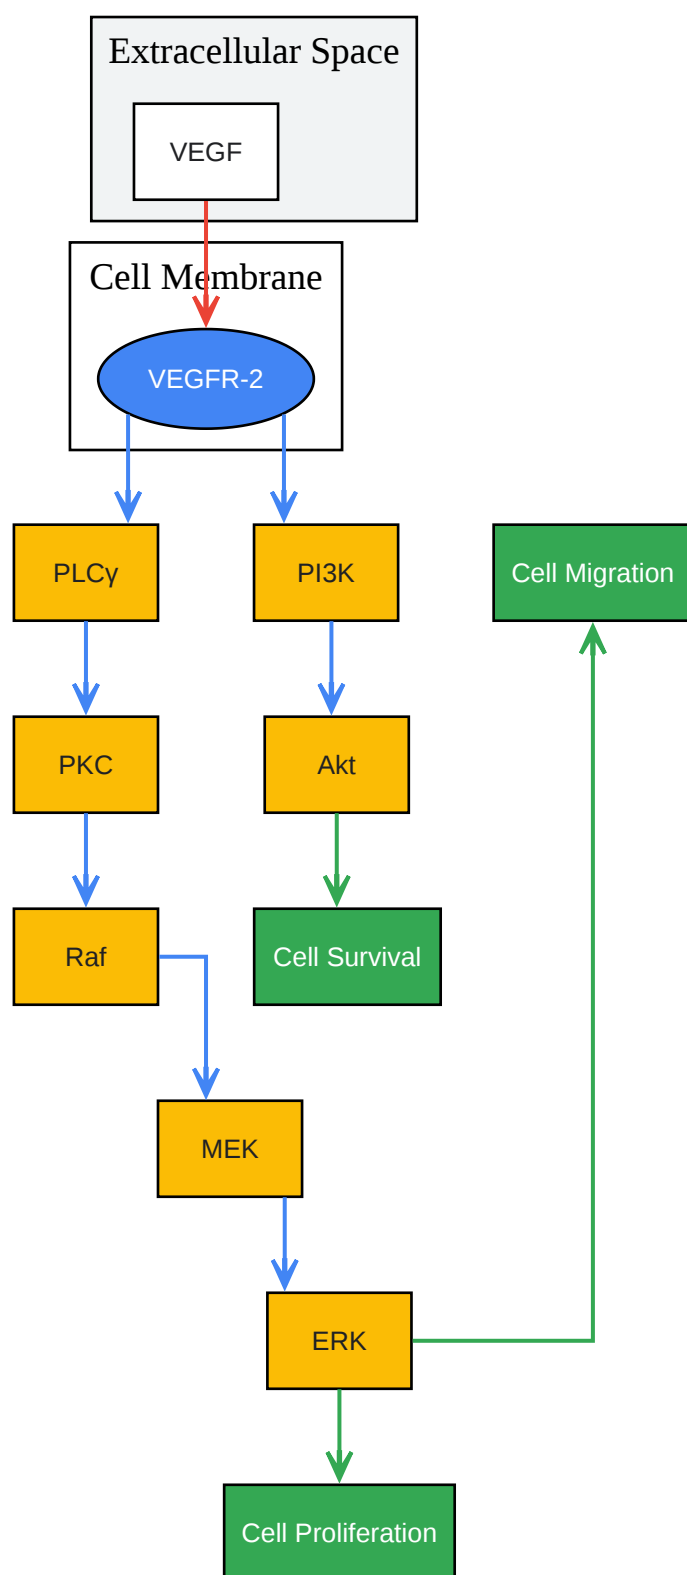 Extracellular Space
VEGF
Cell Membrane
VEGFR-2
PLCγ
PI3K
Cell Migration
PKC
Akt
Raf
Cell Survival
MEK
ERK
Cell Proliferation